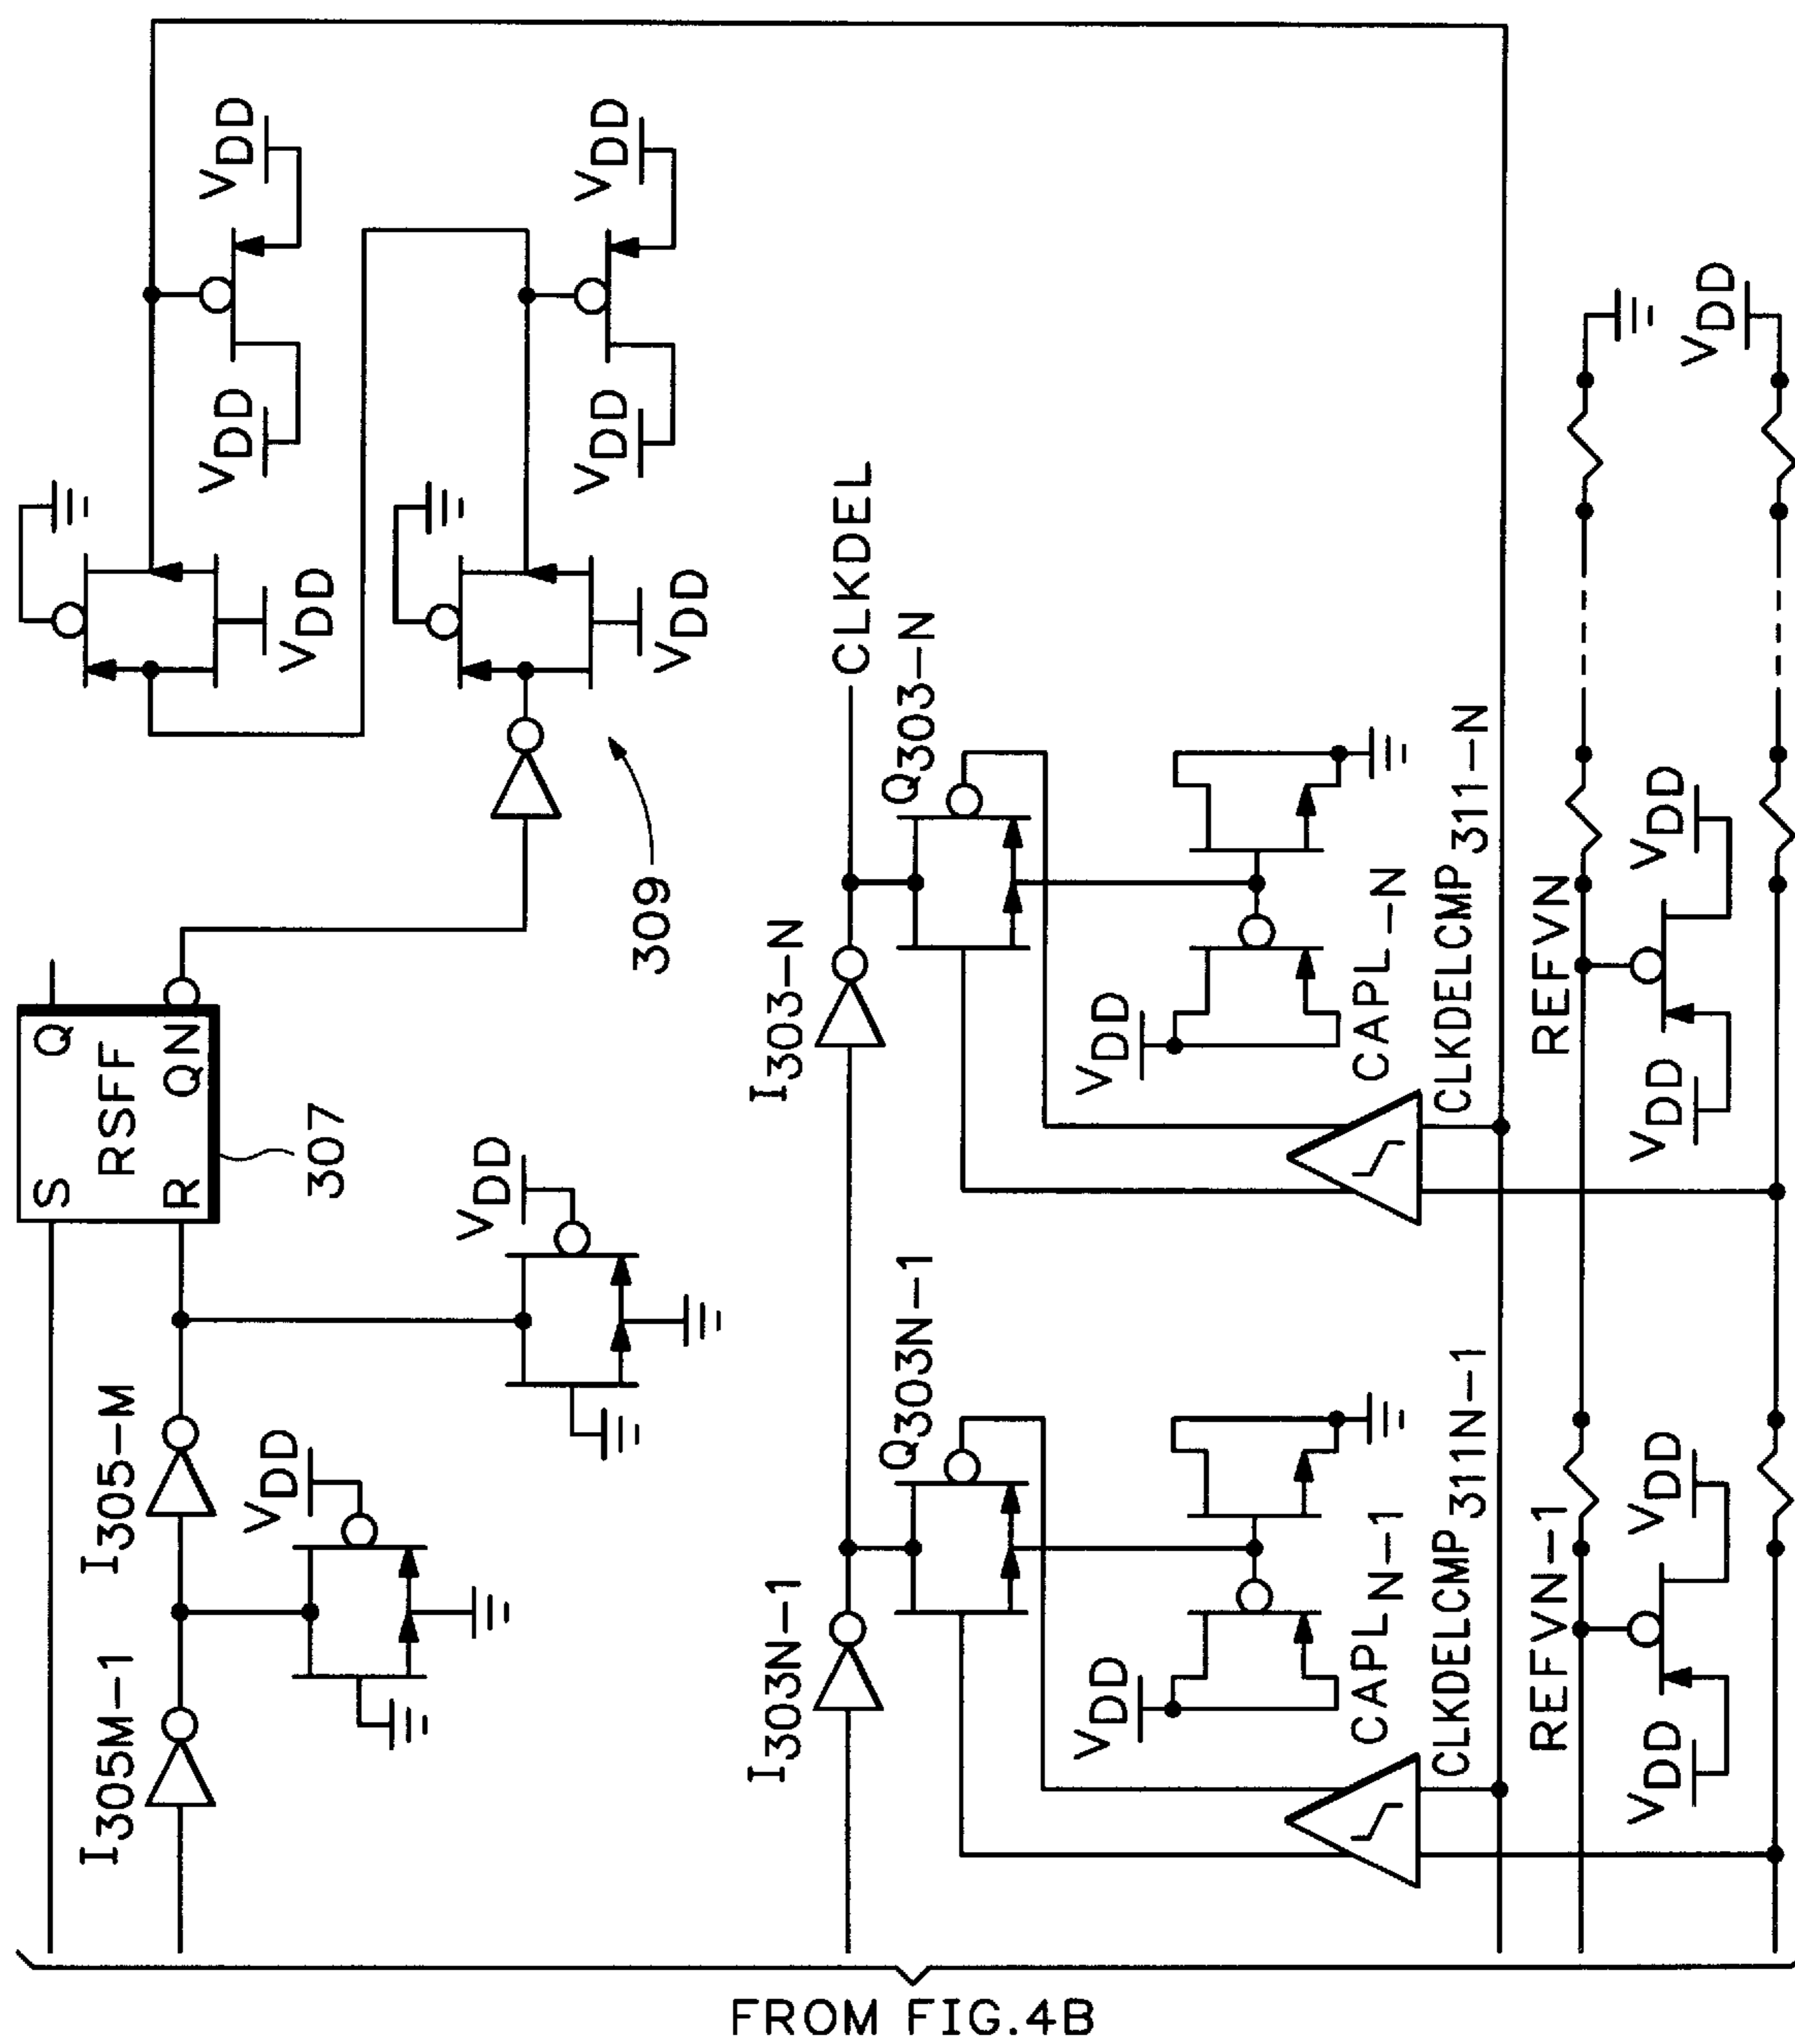 VDD
VDD
VDD
VDD
VDD
VDD
309
S
Q
RSFF
R
QN
307
I305M-1
I305-M
VDD
VDD
I303N-1
I303-N
CLKDEL
Q303N-1
Q303-N
VDD
VDD
CAPLN-1
CAPL-N
CLKDELCMP311N-1
CLKDELCMP311-N
REFVN-1
REFVN
VDD
VDD
VDD
VDD
VDD
FROM FIG.4B